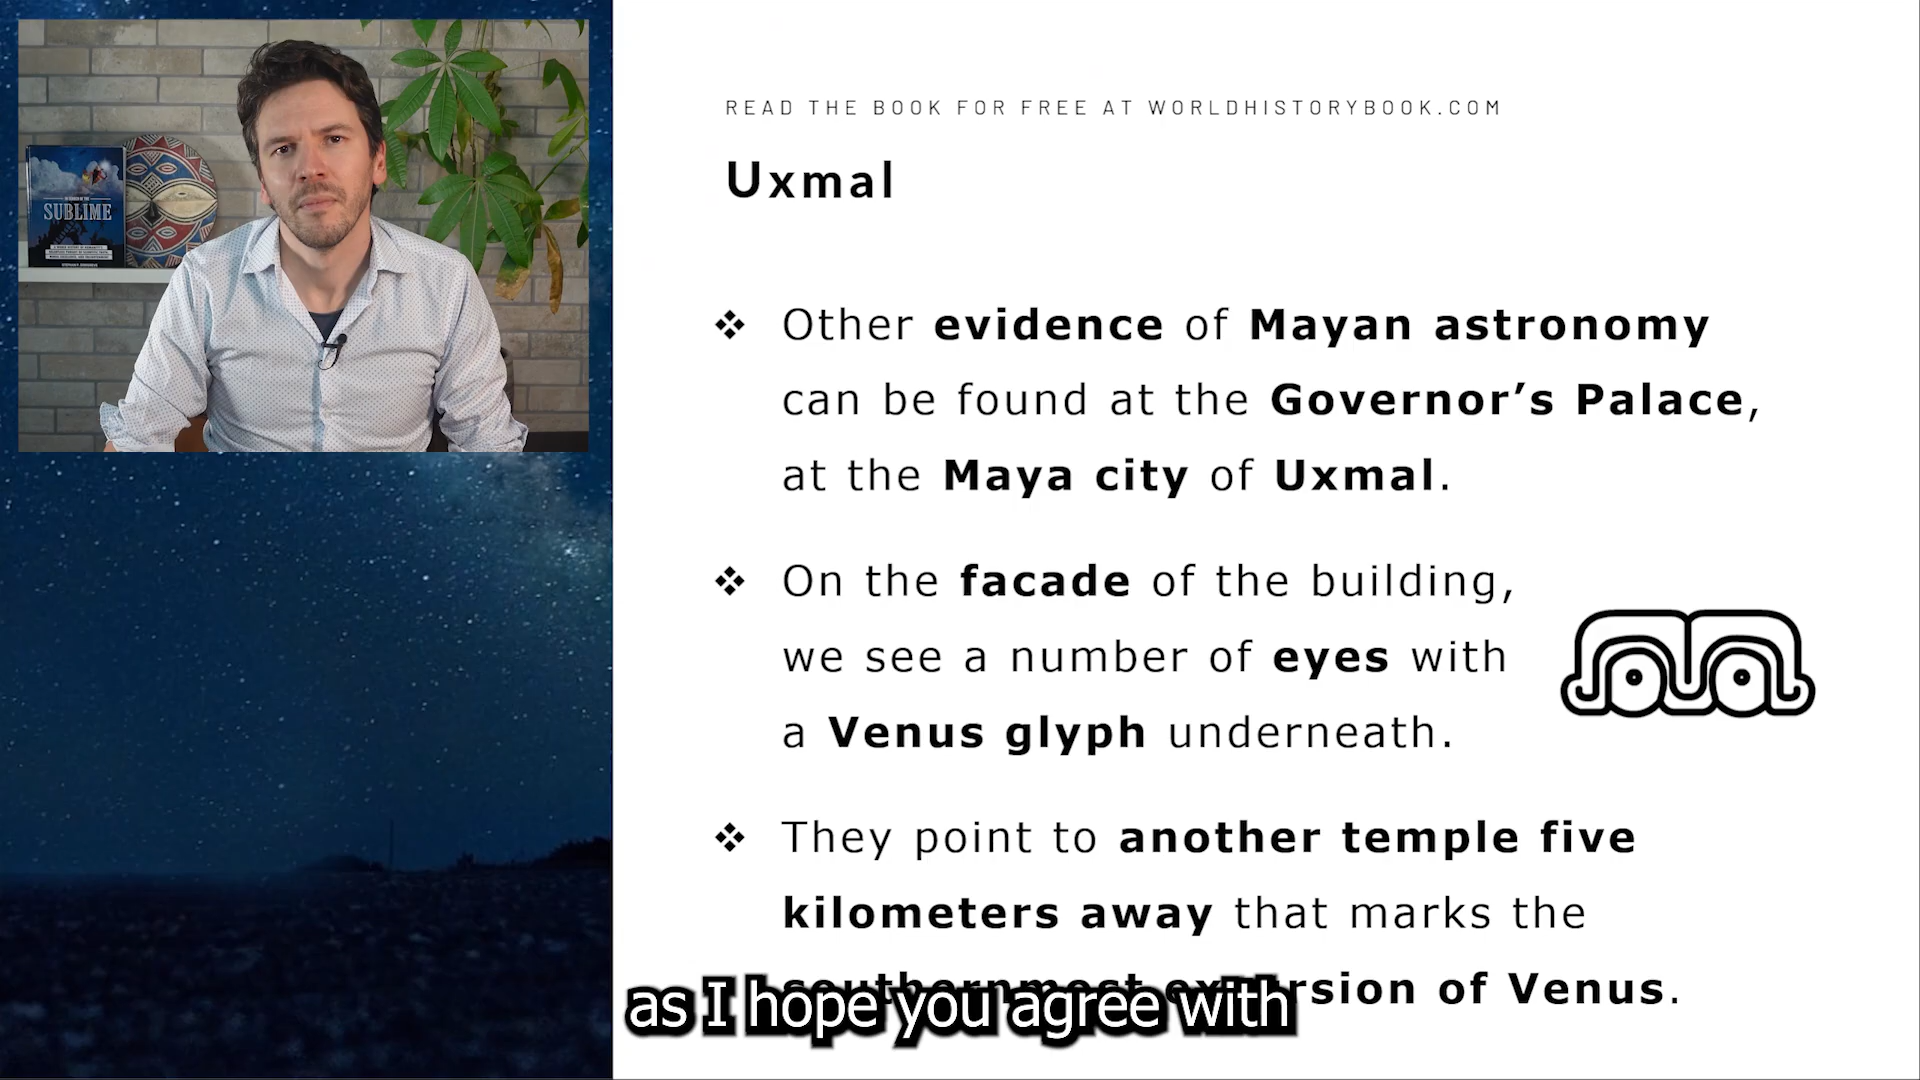 READ THE BOOK FOR FREE AT WORLDHISTORYBOOK.COM
Uxmal
SUBLIME
❖ Other evidence of Mayan astronomy
can be found at the Governor’s Palace,
at the Maya city of Uxmal.
❖ On the facade of the building,
we see a number of eyes with
a Venus glyph underneath.
❖ They point to another temple five
kilometers away that marks the
of Venus.
as I hope you agree with